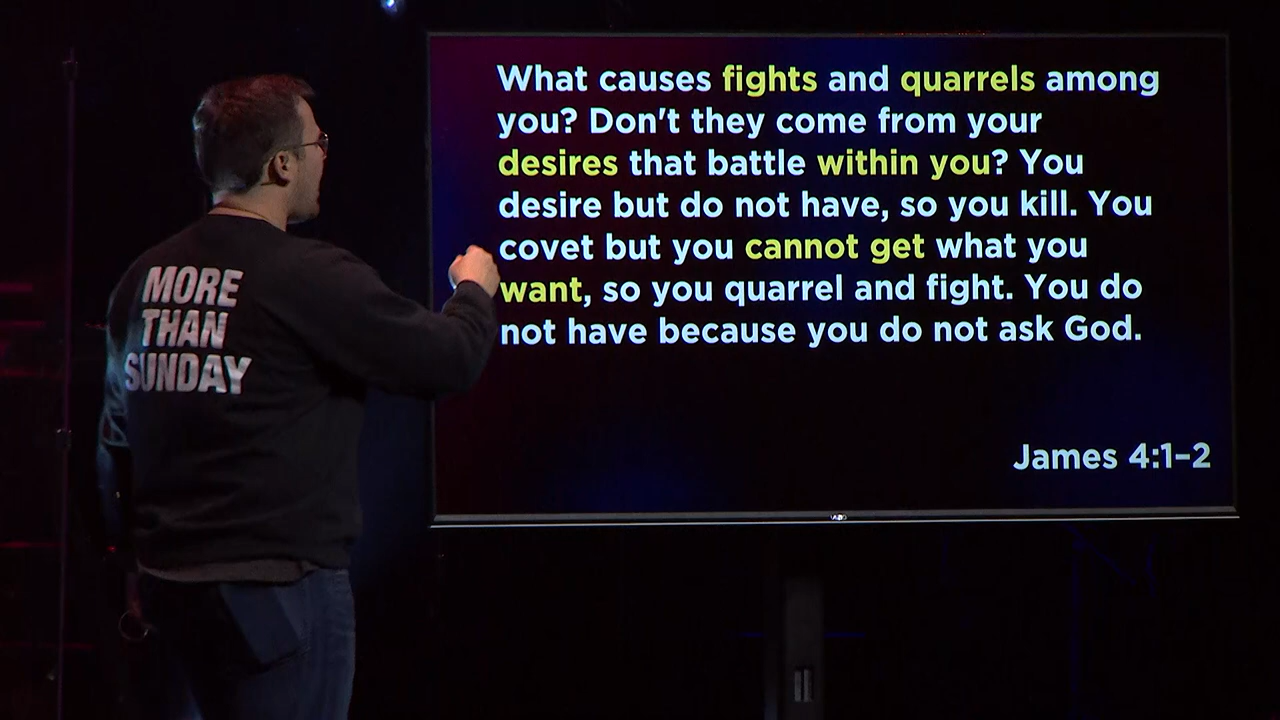 MORE
THAN
SUNDAY
What causes fights and quarrels among
you? Don't they come from your
desires that battle within you? You
desire but do not have, so you kill. You
covet but you cannot get what you
want, so you quarrel and fight. You do
not have because you do not ask God.
James 4:1–2